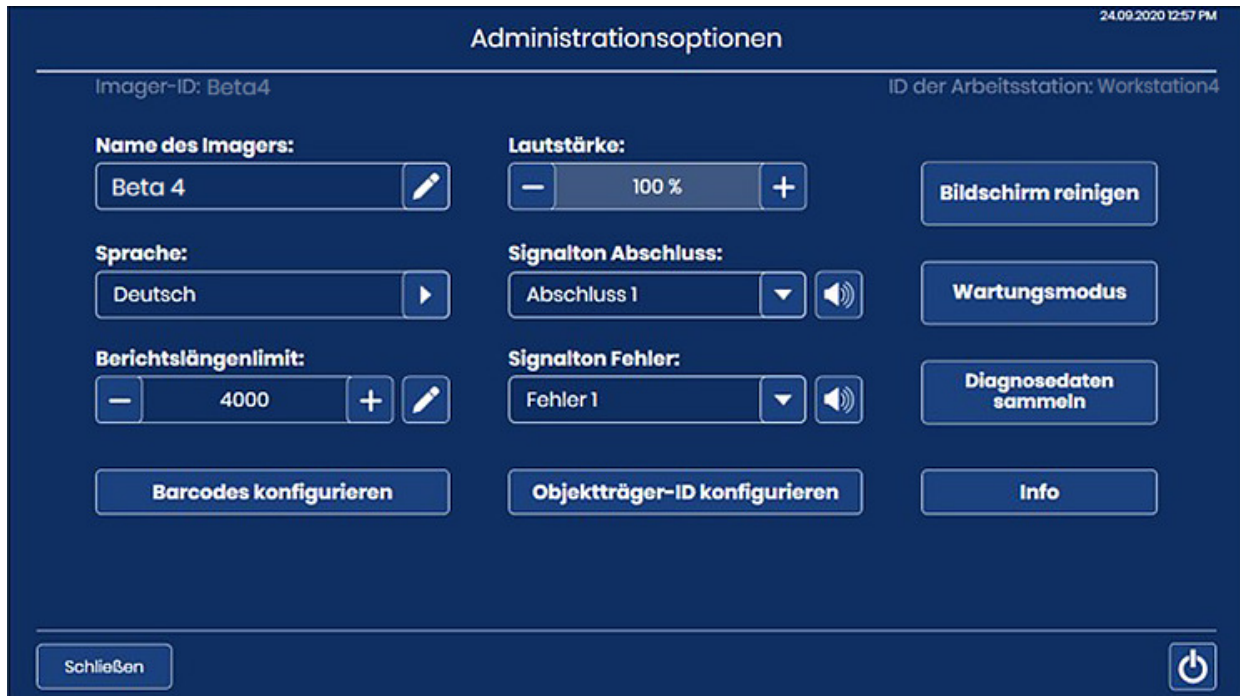 24.09.2020 12:57 PM
Administrationsoptionen
Imager-ID: Beta4
ID der Arbeitsstation: Workstation4
Name des Imagers:
Beta 4
Lautstärke:
100 %
Bildschirm reinigen
Sprache:
Deutsch
Signalton Abschluss:
Abschluss 1
Wartungsmodus
Berichtslängenlimit:
4000
Signalton Fehler:
Fehler 1
Diagnosedaten
sammeln
Barcodes konfigurieren
Objektträger-ID konfigurieren
Info
Schließen